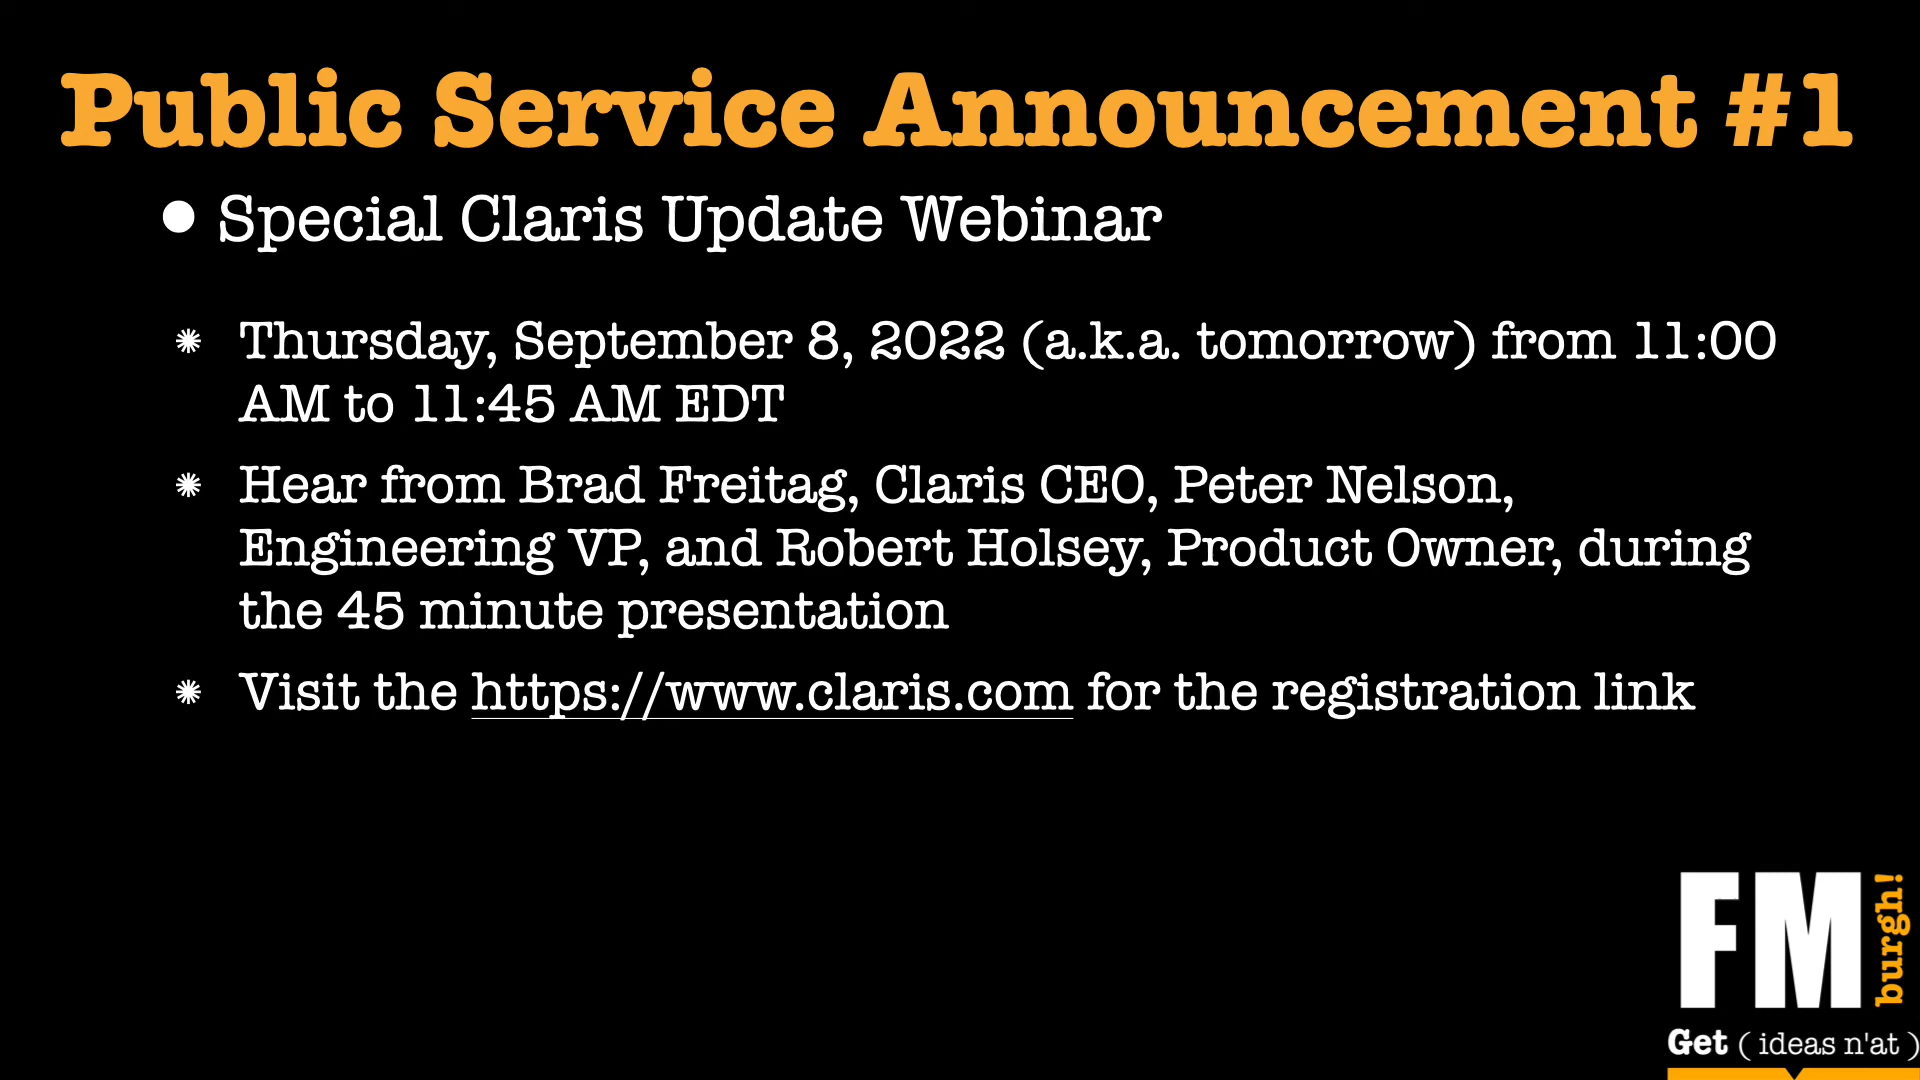 Public Service Announcement #1
• Special Claris Update Webinar
✺ Thursday, September 8, 2022 (a.k.a. tomorrow) from 11:00
AM to 11:45 AM EDT
✺ Hear from Brad Freitag, Claris CEO, Peter Nelson,
Engineering VP, and Robert Holsey, Product Owner, during
the 45 minute presentation
✺ Visit the https://www.claris.com for the registration link
FM
burgh!
Get ( ideas n'at )